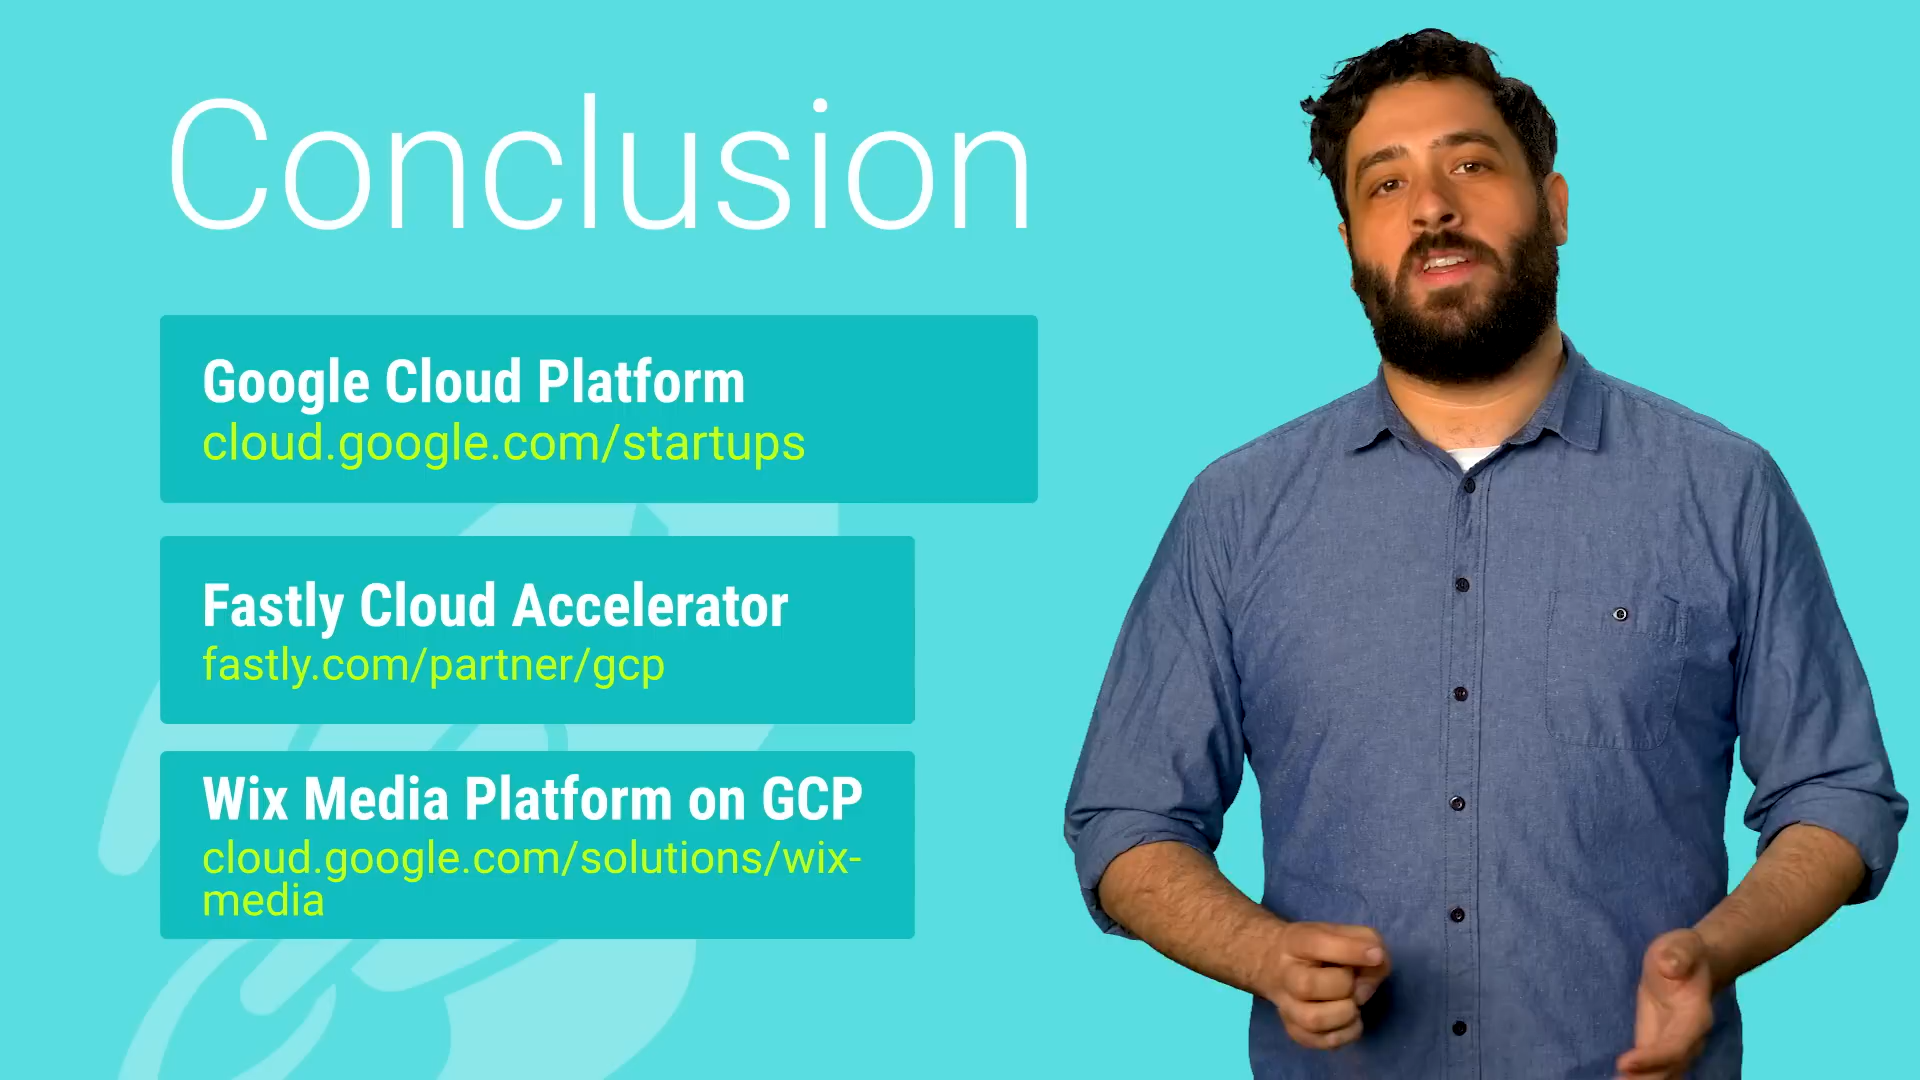 Conclusion
Google Cloud Platform
cloud.google.com/startups
Fastly Cloud Accelerator
fastly.com/partner/gcp
Wix Media Platform on GCP
cloud.google.com/solutions/wix-
media